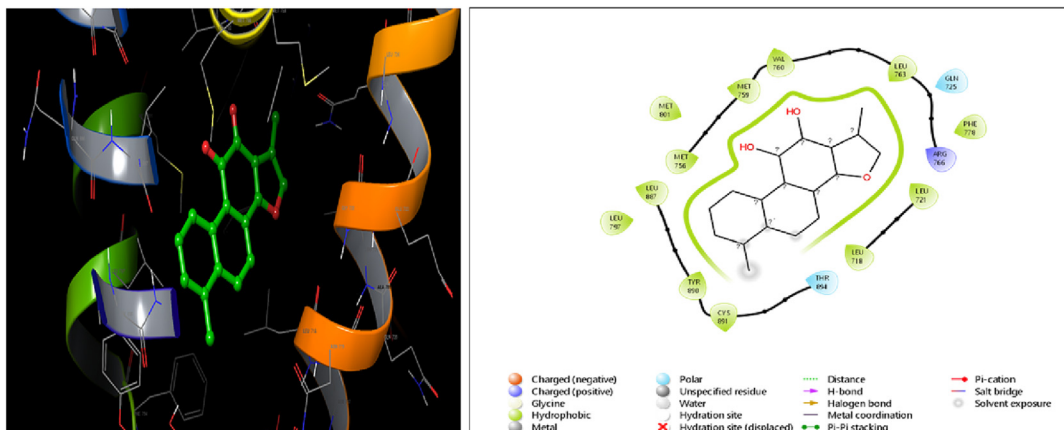 VAL
760
LEU
763
GLN
725
MET
759
MET
801
PHE
778
HO
?
MET
756
HO
ARG
766
O
LEU
887
LEU
721
LEU
797
LEU
718
TYR
890
THR
894
CYS
891
Charged (negative)
Charged (positive)
Glycine
Hydrophobic
Metal
Polar
Unspecified residue
Water
Hydration site
Hydration site (displaced)
Distance
H-bond
Halogen bond
Metal coordination
Pi-Pi stacking
Pi-cation
Salt bridge
Solvent exposure